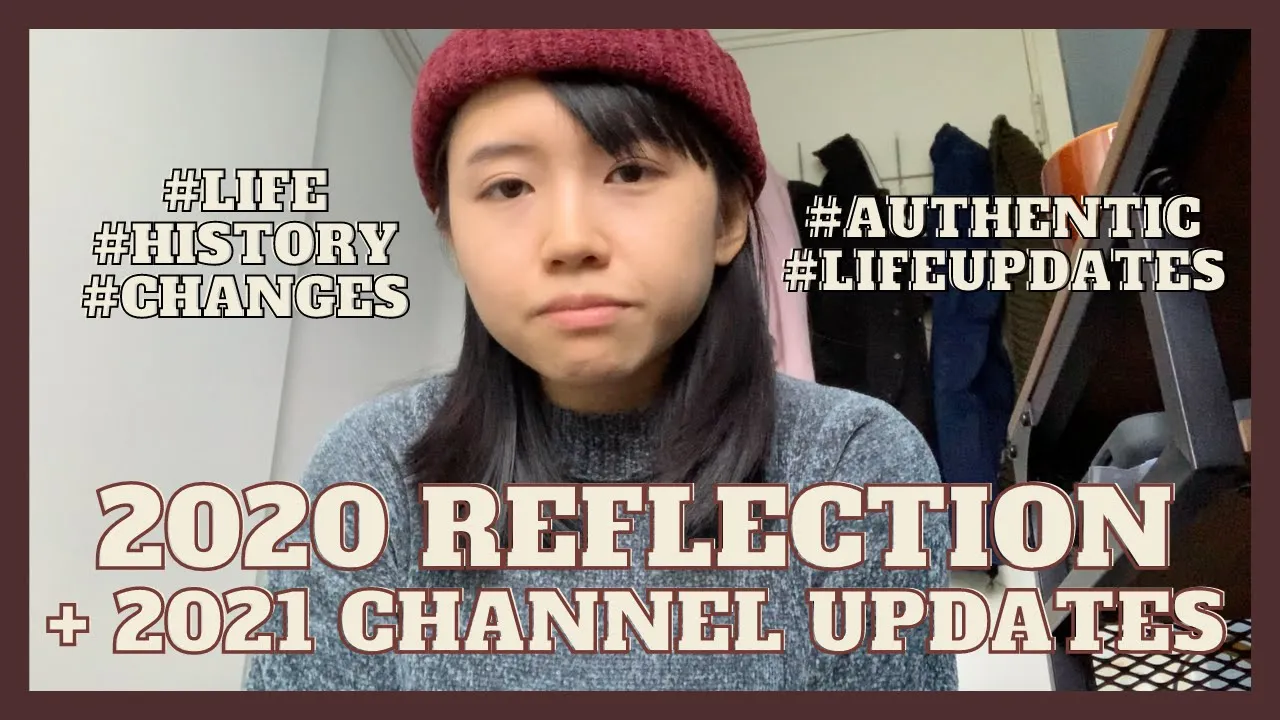 #LIFE
#HISTORY
#CHANGES
#AUTHENTIC
#LIFEUPDATES
2020 REFLECTION
+ 2021 CHANNEL UPDATES